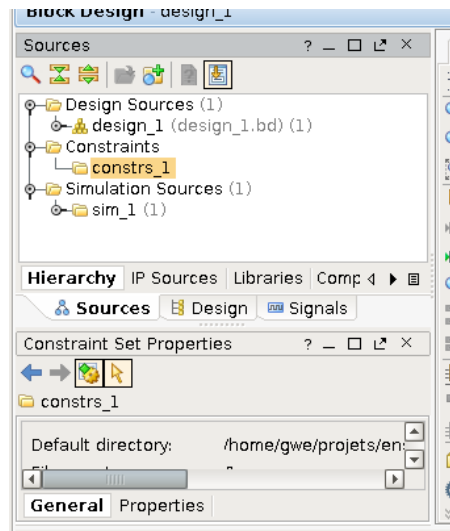 Block Design - design_1
Sources
Design Sources (1)
design_1 (design_1.bd) (1)
Constraints
constrs_1
Simulation Sources (1)
sim_1 (1)
Hierarchy IP Sources Libraries Comp
Sources Design Signals
Constraint Set Properties
constrs_1
Default directory: /home/gwe/projets/en
General Properties